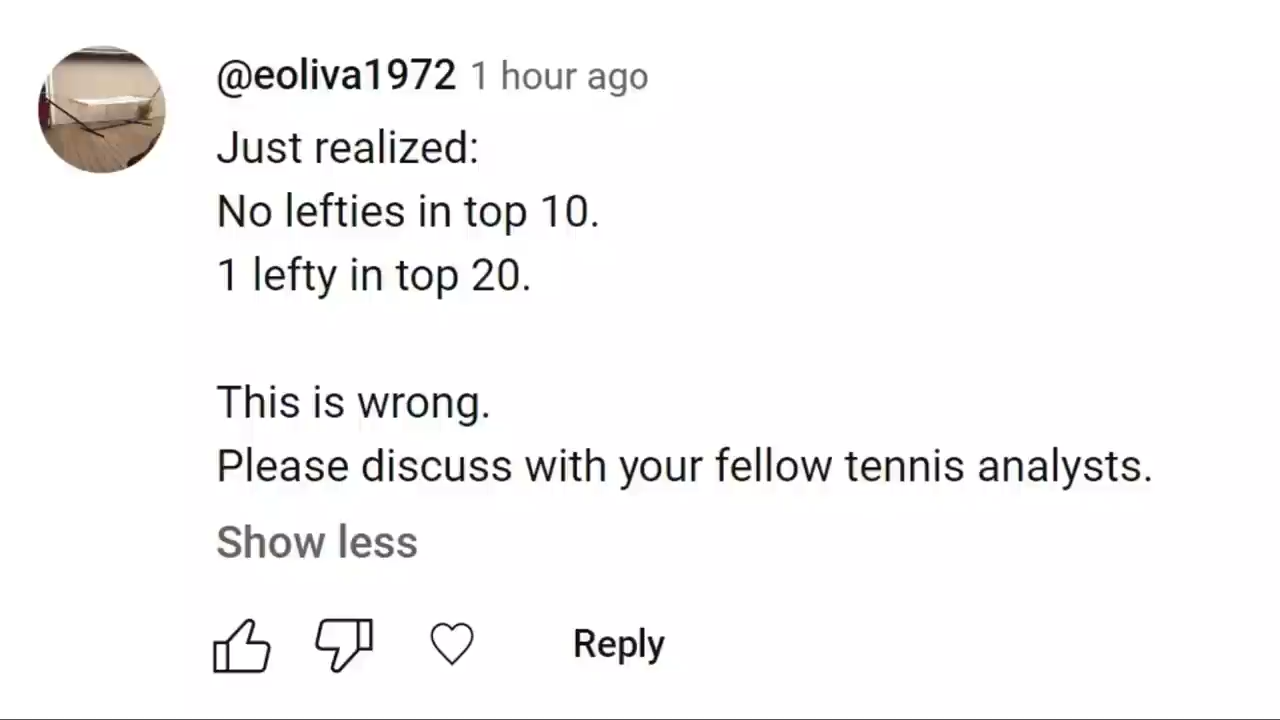 @eoliva1972 1 hour ago
Just realized:
No lefties in top 10.
1 lefty in top 20.
This is wrong.
Please discuss with your fellow tennis analysts.
Show less
Reply